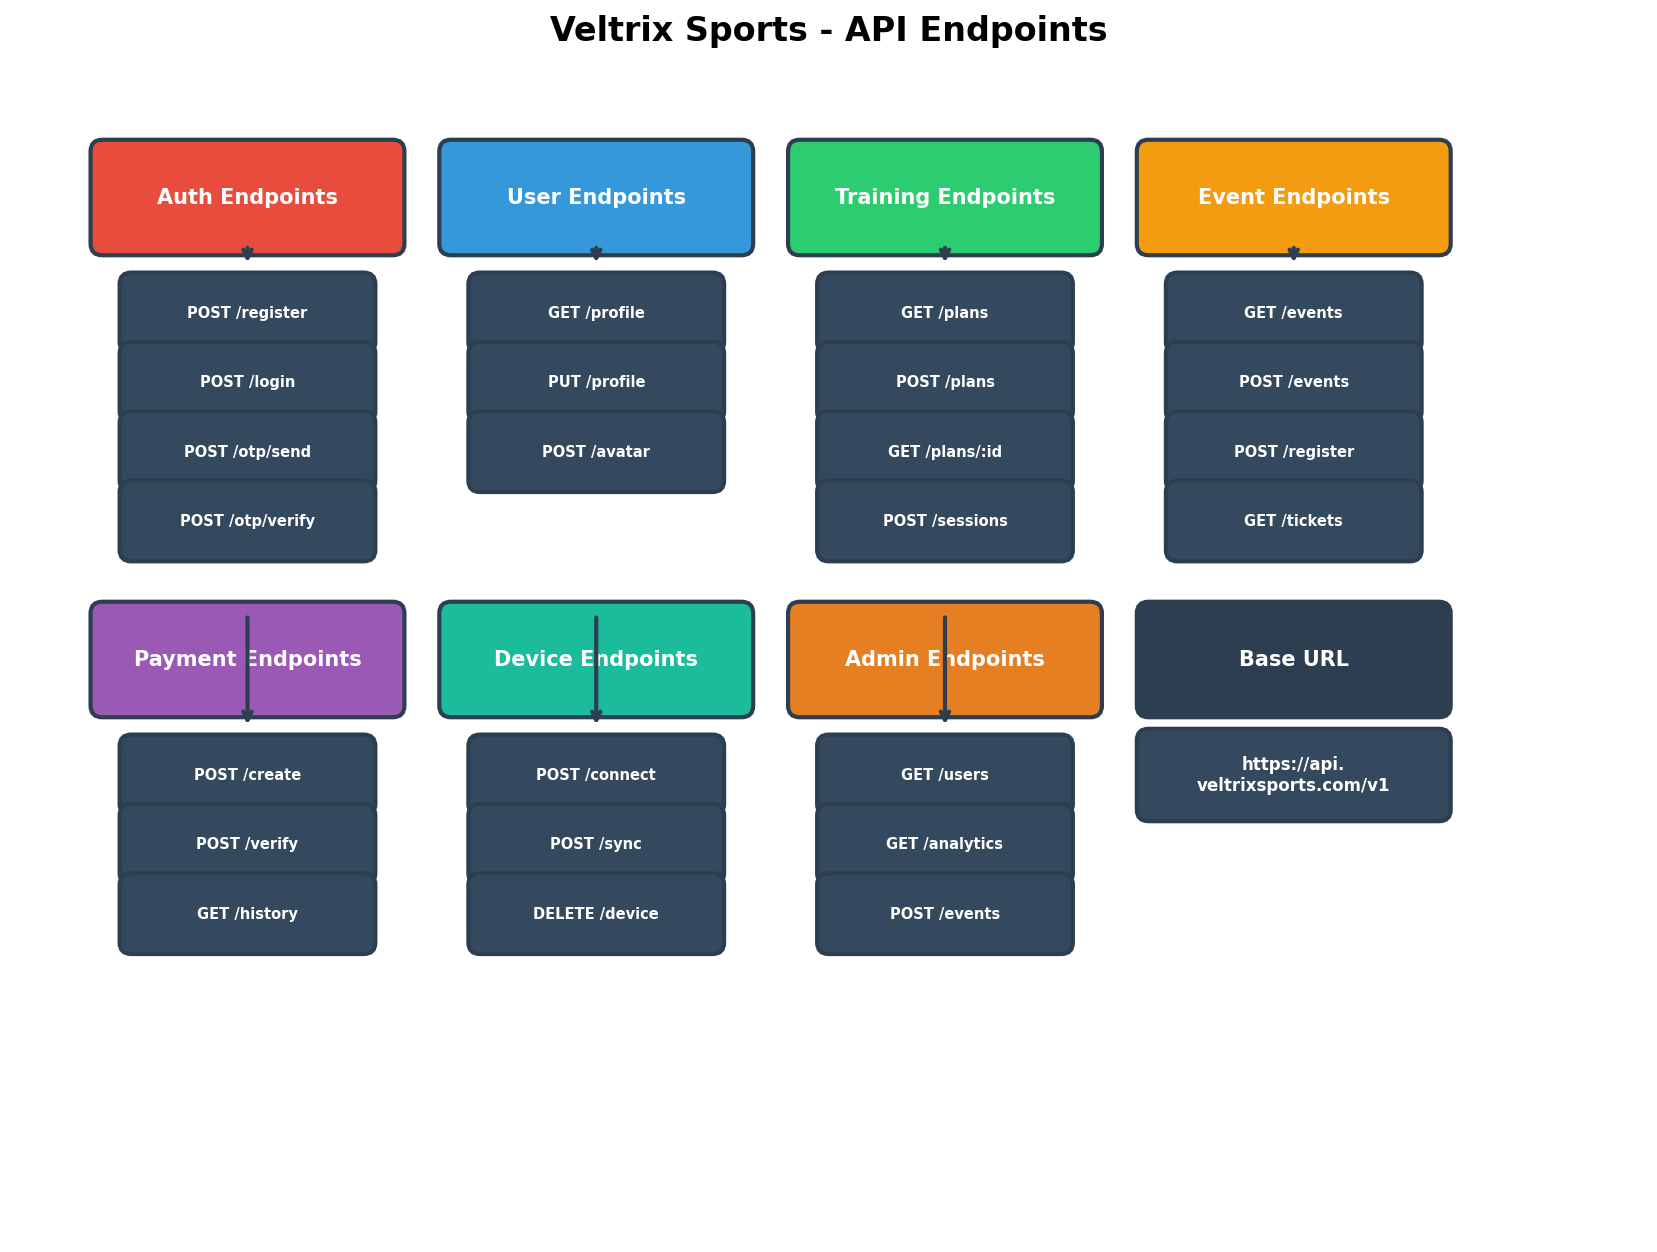 Veltrix Sports - API Endpoints
Auth Endpoints
POST /register
POST /login
POST /otp/send
POST /otp/verify
User Endpoints
GET /profile
PUT /profile
POST /avatar
Training Endpoints
GET /plans
POST /plans
GET /plans/:id
POST /sessions
Event Endpoints
GET /events
POST /events
POST /register
GET /tickets
Payment Endpoints
POST /create
POST /verify
GET /history
Device Endpoints
POST /connect
POST /sync
DELETE /device
Admin Endpoints
GET /users
GET /analytics
POST /events
Base URL
https://api.
veltrixsports.com/v1